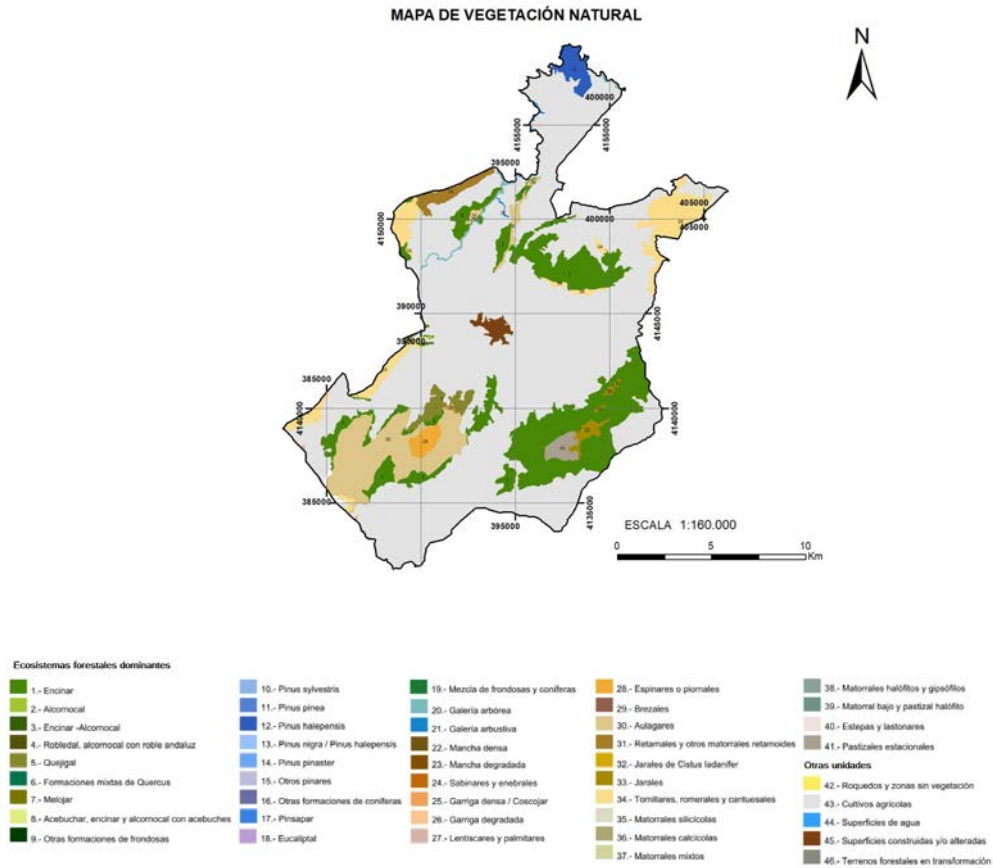 MAPA DE VEGETACIÓN NATURAL
N
400000
4155000
4155000
395000
405000
4150000
400000
405000
4150000
390000
4145000
390000
385000
4140000
4140000
385000
395000
4135000
ESCALA 1:160.000
0 5 10
Km
Ecosistemas forestales dominantes
1.- Encinar
2.- Alcornocal
3.- Encinar -Alcornocal
4.- Robledal, alcornocal con roble andaluz
5.- Quejigal
6.- Formaciones mixtas de Quercus
7.- Melojar
8.- Acebuchar, encinar y alcornocal con acebuches
9.- Otras formaciones de frondosas
10.- Pinus sylvestris
11.- Pinus pinea
12.- Pinus halepensis
13.- Pinus nigra / Pinus halepensis
14.- Pinus pinaster
15.- Otros pinares
16.- Otras formaciones de coníferas
17.- Pinsapar
18.- Eucaliptal
19.- Mezcla de frondosas y coníferas
20.- Galería arbórea
21.- Galería arbustiva
22.- Mancha densa
23.- Mancha degradada
24.- Sabinares y enebrales
25.- Garriga densa / Coscojar
26.- Garriga degradada
27.- Lentiscares y palmitares
28.- Espinares o piornales
29.- Brezales
30.- Aulagares
31.- Retamales y otros matorrales retamoides
32.- Jarales de Cistus ladanifer
33.- Jarales
34.- Tomillares, romerales y cantuesales
35.- Matorrales silicícolas
36.- Matorrales calcícolas
37.- Matorrales mixtos
38.- Matorrales halófitos y gipsófilos
39.- Matorral bajo y pastizal halófito
40.- Estepas y lastonares
41.- Pastizales estacionales
Otras unidades
42.- Roquedos y zonas sin vegetación
43.- Cultivos agrícolas
44.- Superficies de agua
45.- Superficies construidas y/o alteradas
46.- Terrenos forestales en transformación